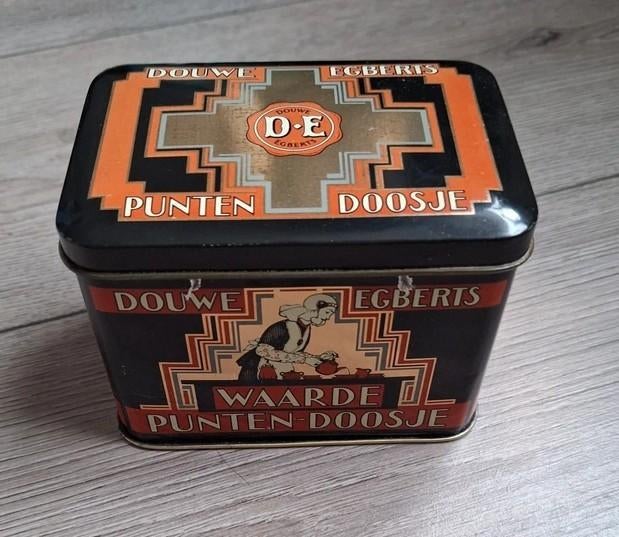 DOUWE EGBERTS
DOUWE
D·E
EGBERTS
PUNTEN DOOSJE
DOUWE EGBERTS
WAARDE
PUNTEN-DOOSJE